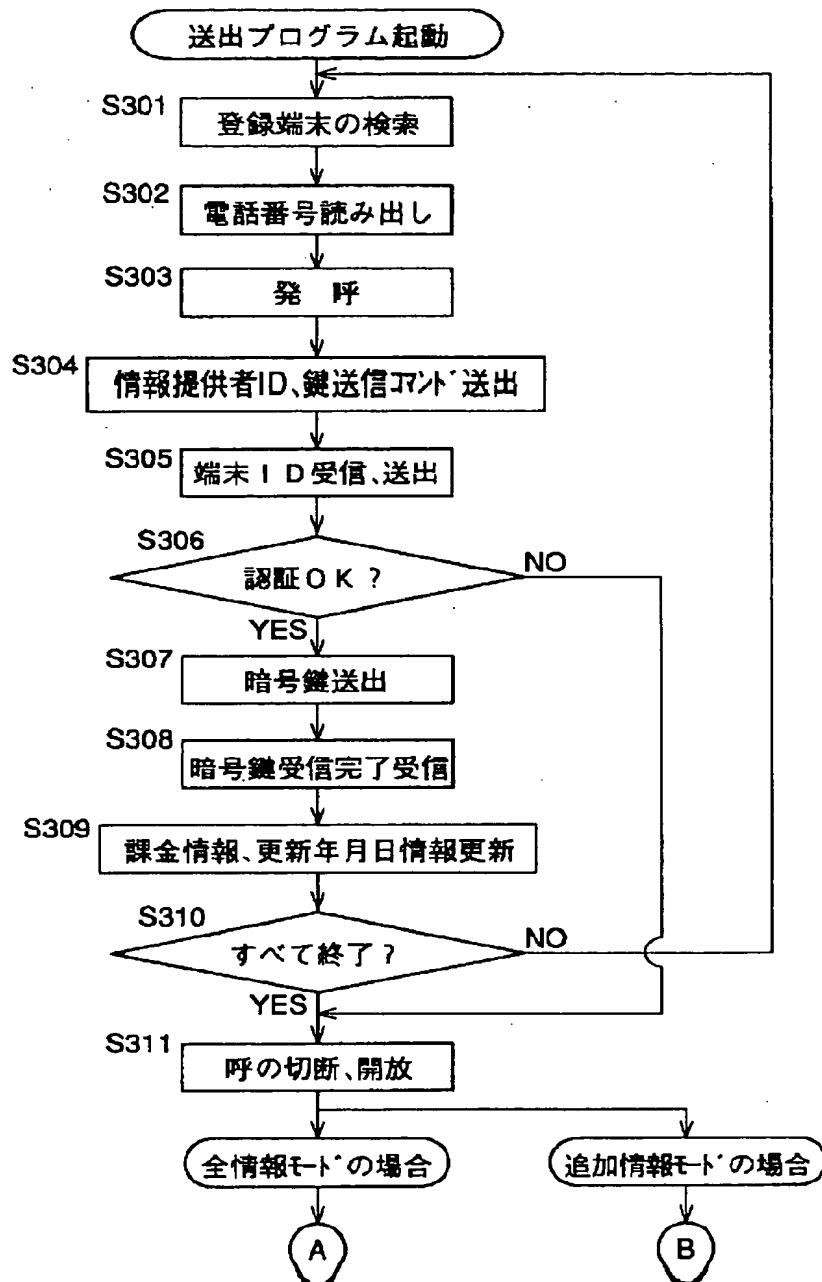 送出プログラム起動
S301
登録端末の検索
S302
電話番号読み出し
S303
発 呼
S304
情報提供者ID、鍵送信コマンド送出
S305
端末ID受信、送出
S306
認証OK?
NO
YES
S307
暗号鍵送出
S308
暗号鍵受信完了受信
S309
課金情報、更新年月日情報更新
S310
すべて終了?
NO
YES
S311
呼の切断、開放
全情報モードの場合
追加情報モードの場合
A
B